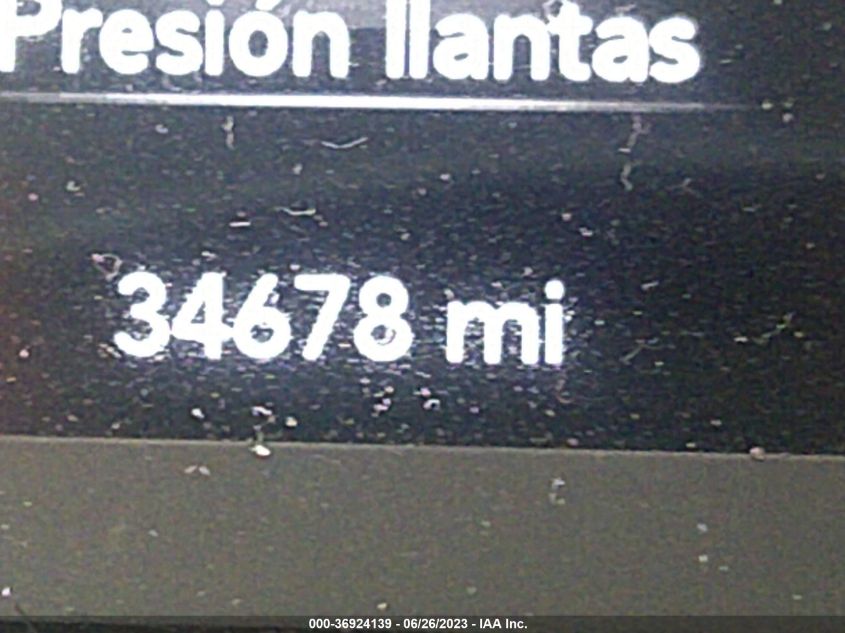 Presión llantas
34678 mi
000-36924139 - 06/26/2023 - IAA Inc.